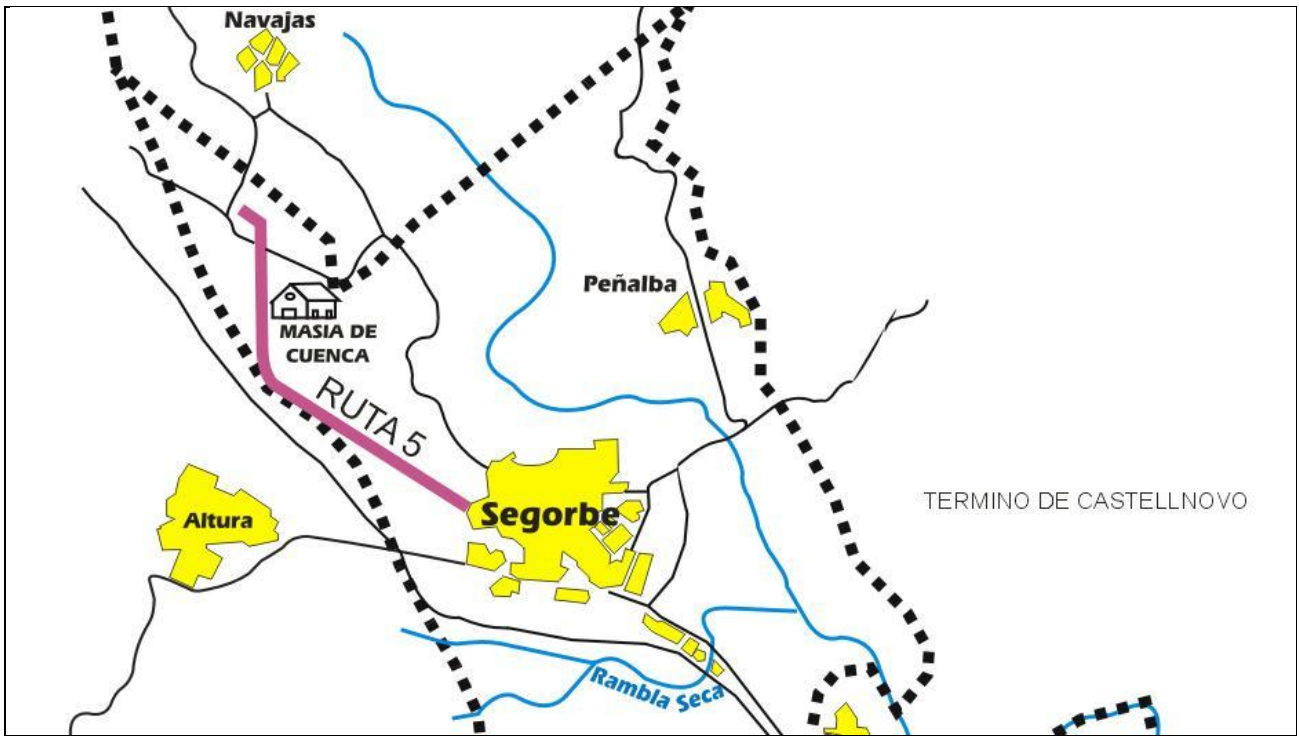 Navajas
Peñalba
MASIA DE
CUENCA
RUTA 5
Altura
Segorbe
TERMINO DE CASTELLNOVO
Rambla Seca